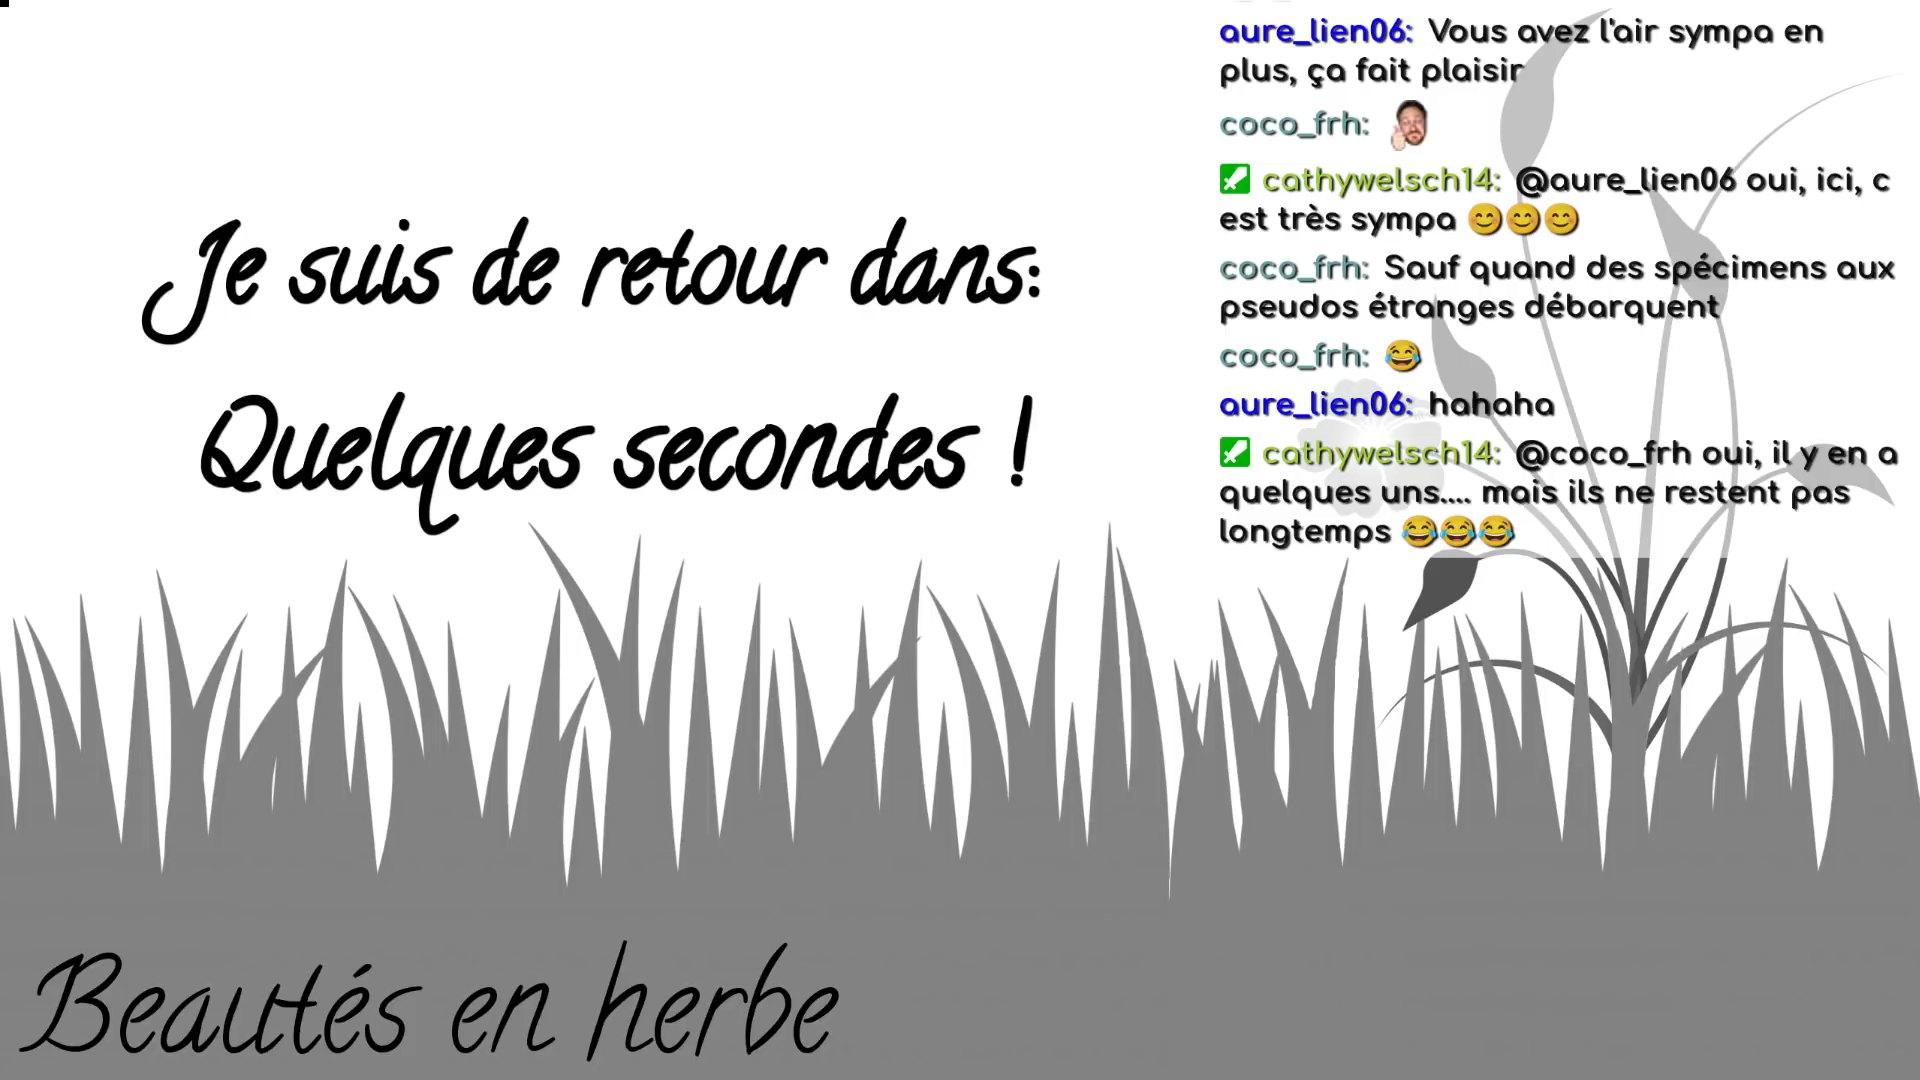 Je suis de retour dans:
Quelques secondes !
aure_lien06: Vous avez l'air sympa en
plus, ça fait plaisir
coco_frh:
cathywelsch14: @aure_lien06 oui, ici, c
est très sympa 😊😊😊
coco_frh: Sauf quand des spécimens aux
pseudos étranges débarquent
coco_frh: 😂
aure_lien06: hahaha
cathywelsch14: @coco_frh oui, il y en a
quelques uns.... mais ils ne restent pas
longtemps 😂😂😂
Beautés en herbe